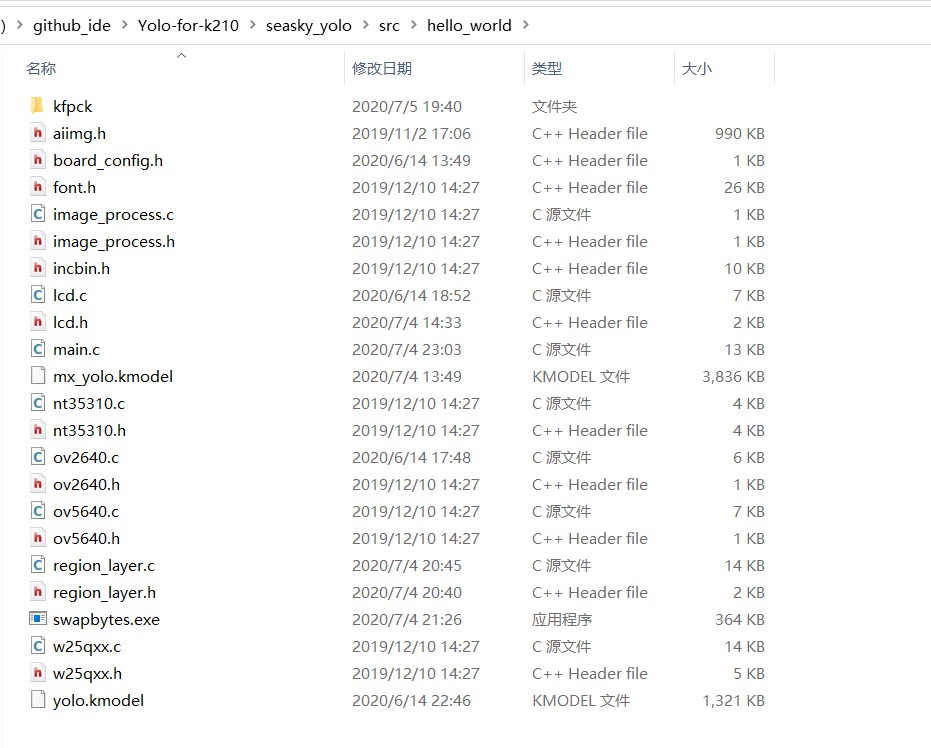 ) > github_ide > Yolo-for-k210 > seasky_yolo > src > hello_world >
名称 修改日期 类型 大小
kfpck 2020/7/5 19:40 文件夹
aiimg.h 2019/11/2 17:06 C++ Header file 990 KB
board_config.h 2020/6/14 13:49 C++ Header file 1 KB
font.h 2019/12/10 14:27 C++ Header file 26 KB
image_process.c 2019/12/10 14:27 C 源文件 1 KB
image_process.h 2019/12/10 14:27 C++ Header file 1 KB
incbin.h 2019/12/10 14:27 C++ Header file 10 KB
lcd.c 2020/6/14 18:52 C 源文件 7 KB
lcd.h 2020/7/4 14:33 C++ Header file 2 KB
main.c 2020/7/4 23:03 C 源文件 13 KB
mx_yolo.kmodel 2020/7/4 13:49 KMODEL 文件 3,836 KB
nt35310.c 2019/12/10 14:27 C 源文件 4 KB
nt35310.h 2019/12/10 14:27 C++ Header file 4 KB
ov2640.c 2020/6/14 17:48 C 源文件 6 KB
ov2640.h 2019/12/10 14:27 C++ Header file 1 KB
ov5640.c 2019/12/10 14:27 C 源文件 7 KB
ov5640.h 2019/12/10 14:27 C++ Header file 1 KB
region_layer.c 2020/7/4 20:45 C 源文件 14 KB
region_layer.h 2020/7/4 20:40 C++ Header file 2 KB
swapbytes.exe 2020/7/4 21:26 应用程序 364 KB
w25qxx.c 2019/12/10 14:27 C 源文件 14 KB
w25qxx.h 2019/12/10 14:27 C++ Header file 5 KB
yolo.kmodel 2020/6/14 22:46 KMODEL 文件 1,321 KB